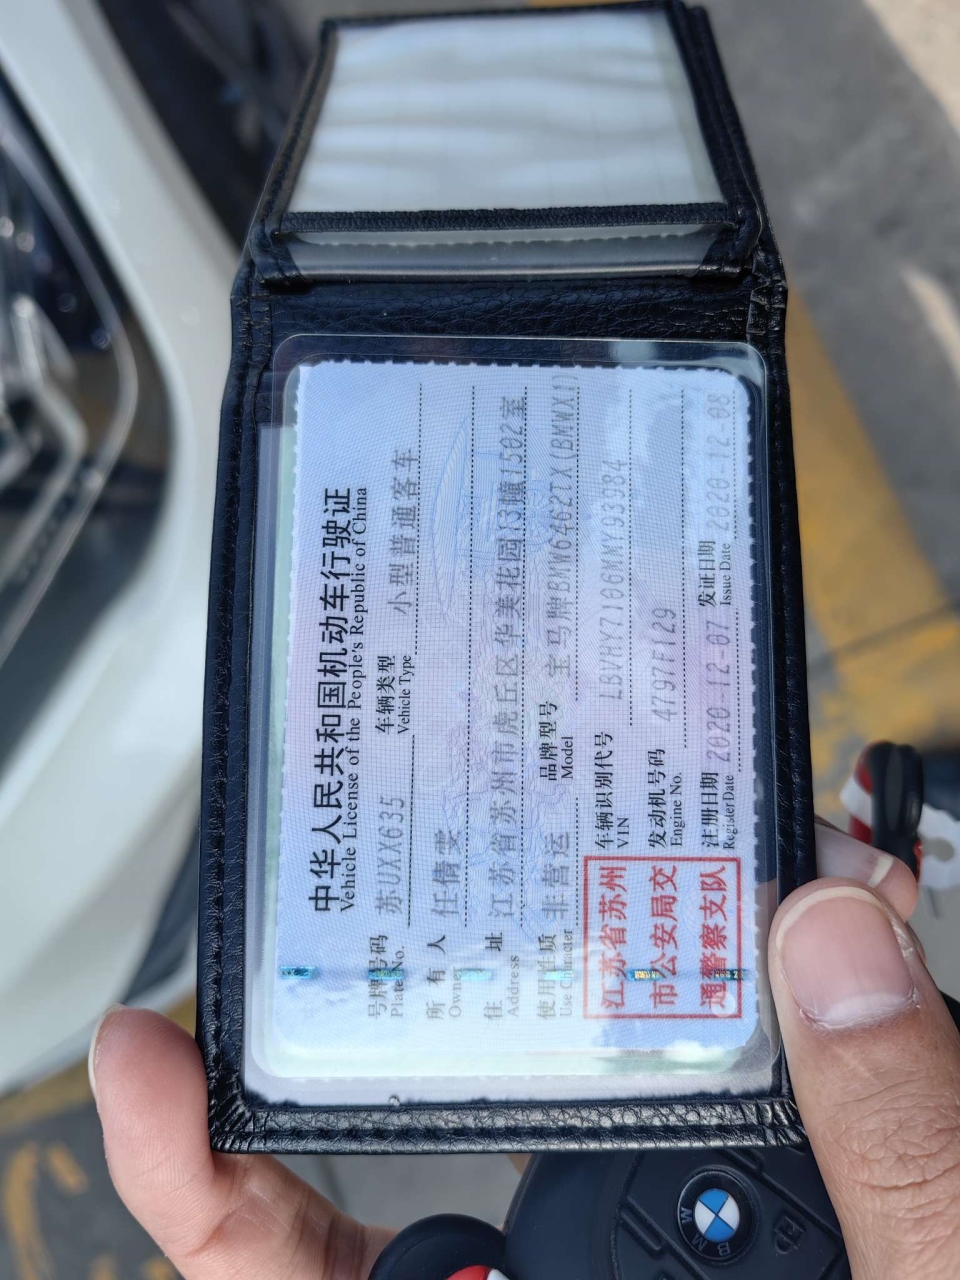 中华人民共和国机动车行驶证
Vehicle License of the People's Republic of China
号牌号码 苏UXX635 车辆类型 小型普通客车
Plate No. Vehicle Type
所有人 任倩雯
Owner
住址 江苏省苏州市虎丘区华美花园13幢1502室
Address
使用性质 非营运 品牌型号 宝马牌BMW6462IX(BMWX1)
Use Character Model
江苏省苏州
市公安局交
通警察支队
车辆识别代号 LBVHY7106MMY93984
VIN
发动机号码 4797F129
Engine No.
注册日期 2020-12-07 发证日期 2020-12-08
Register Date Issue Date
BMW